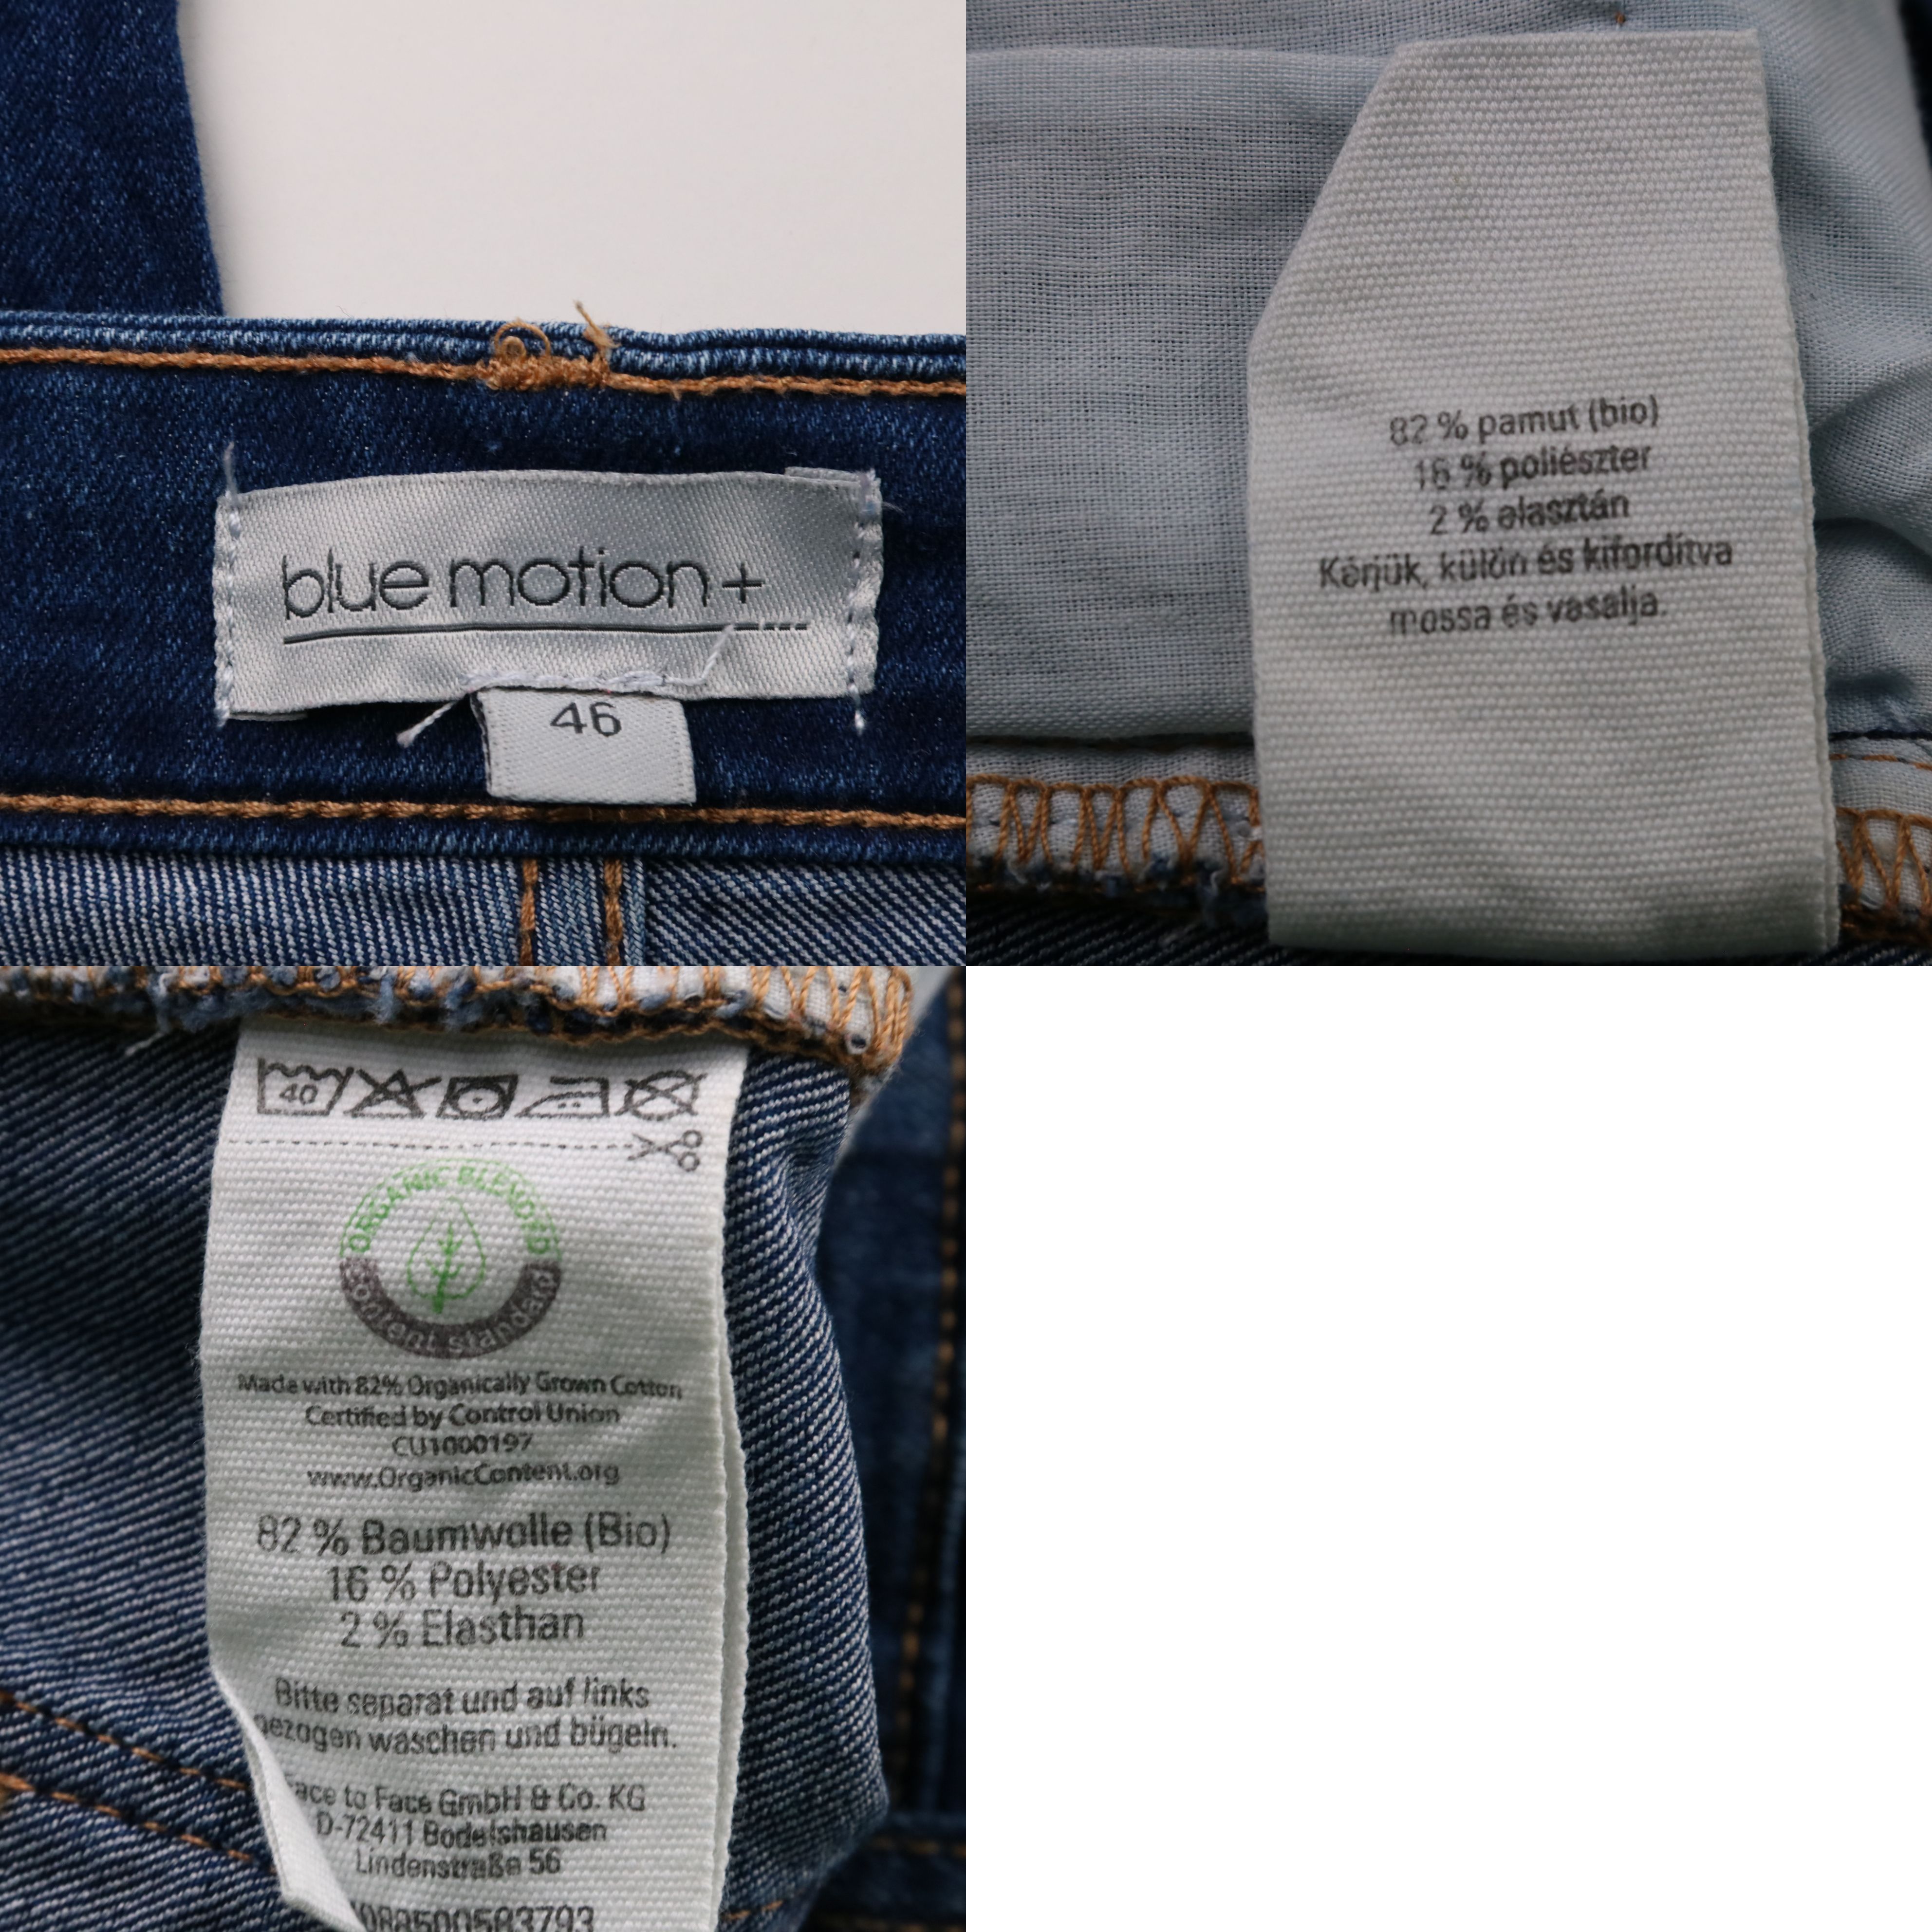 blue motion+
46
82 % pamut (bio)
16 % poliészter
2 % elasztán
Kérjük, külön és kifordítva
mossa és vasalja.
40
ORGANIC BLENDED
content standard
Made with 82% Organically Grown Cotton
Certified by Control Union
CU1000197
www.OrganicContent.org
82 % Baumwolle (Bio)
16 % Polyester
2 % Elasthan
Bitte separat und auf links
gezogen waschen und bügeln.
to Face GmbH & Co. KG
D-72411 Bodelshausen
Lindenstraße 56